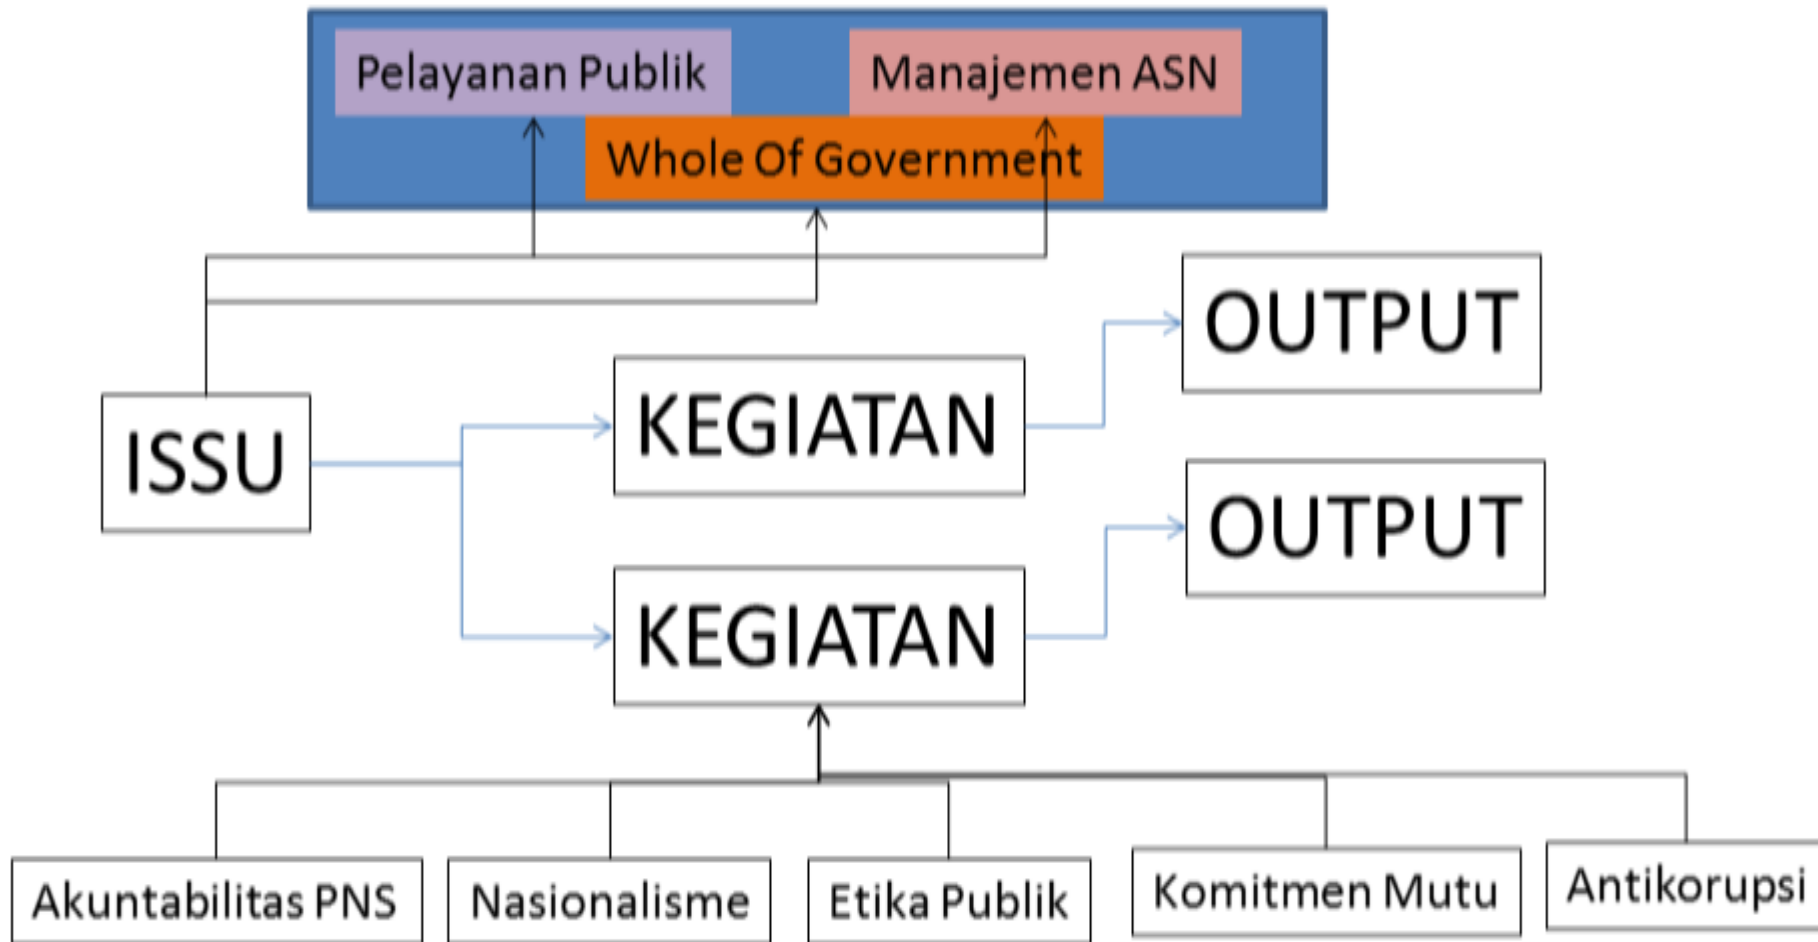 Pelayanan Publik
Manajemen ASN
Whole Of Government
OUTPUT
KEGIATAN
ISSU
OUTPUT
KEGIATAN
Akuntabilitas PNS
Nasionalisme
Etika Publik
Komitmen Mutu
Antikorupsi